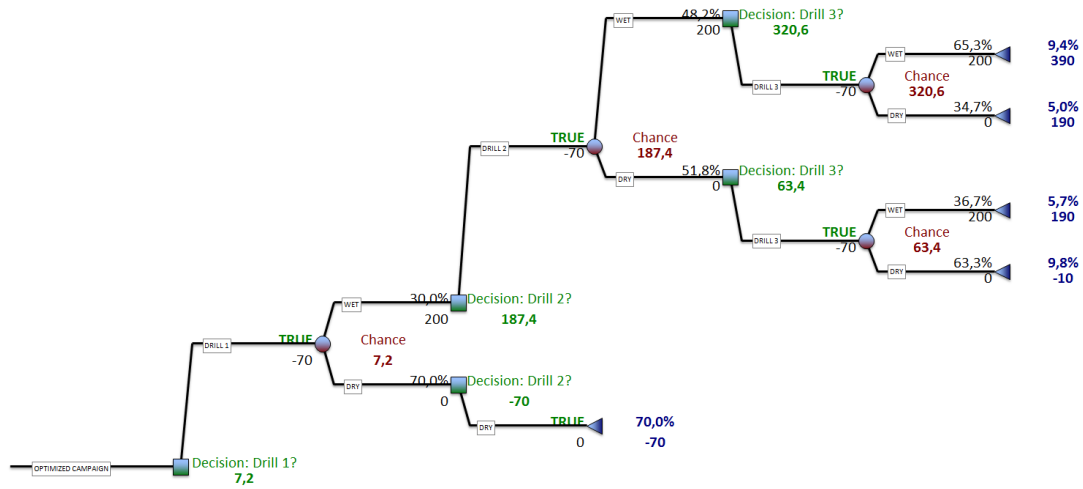 48,2%
Decision: Drill 3?
WET
200
320,6
65,3%
9,4%
WET
200
390
TRUE
Chance
DRILL 3
-70
320,6
34,7%
5,0%
DRY
0
190
TRUE
Chance
DRILL 2
-70
187,4
51,8%
Decision: Drill 3?
DRY
0
63,4
36,7%
5,7%
WET
200
190
TRUE
Chance
DRILL 3
-70
63,4
63,3%
9,8%
DRY
0
-10
30,0%
Decision: Drill 2?
WET
200
187,4
TRUE
Chance
DRILL 1
-70
7,2
70,0%
Decision: Drill 2?
DRY
0
-70
TRUE
70,0%
DRY
0
-70
OPTIMIZED CAMPAIGN
Decision: Drill 1?
7,2